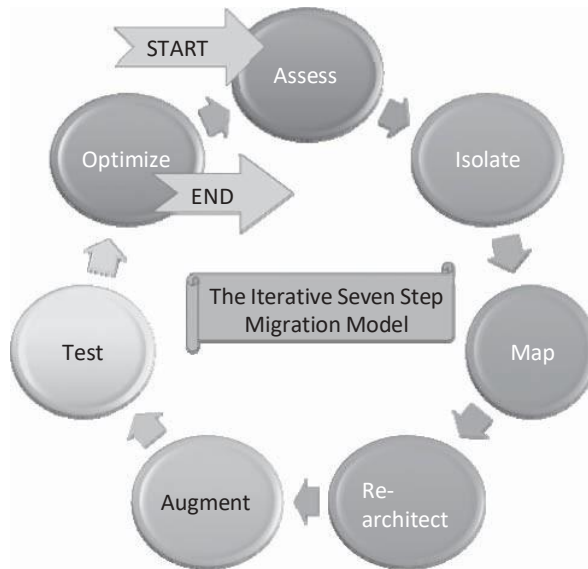 START
Assess
Isolate
Map
Re-
architect
Augment
Test
Optimize
END
The Iterative Seven Step
Migration Model